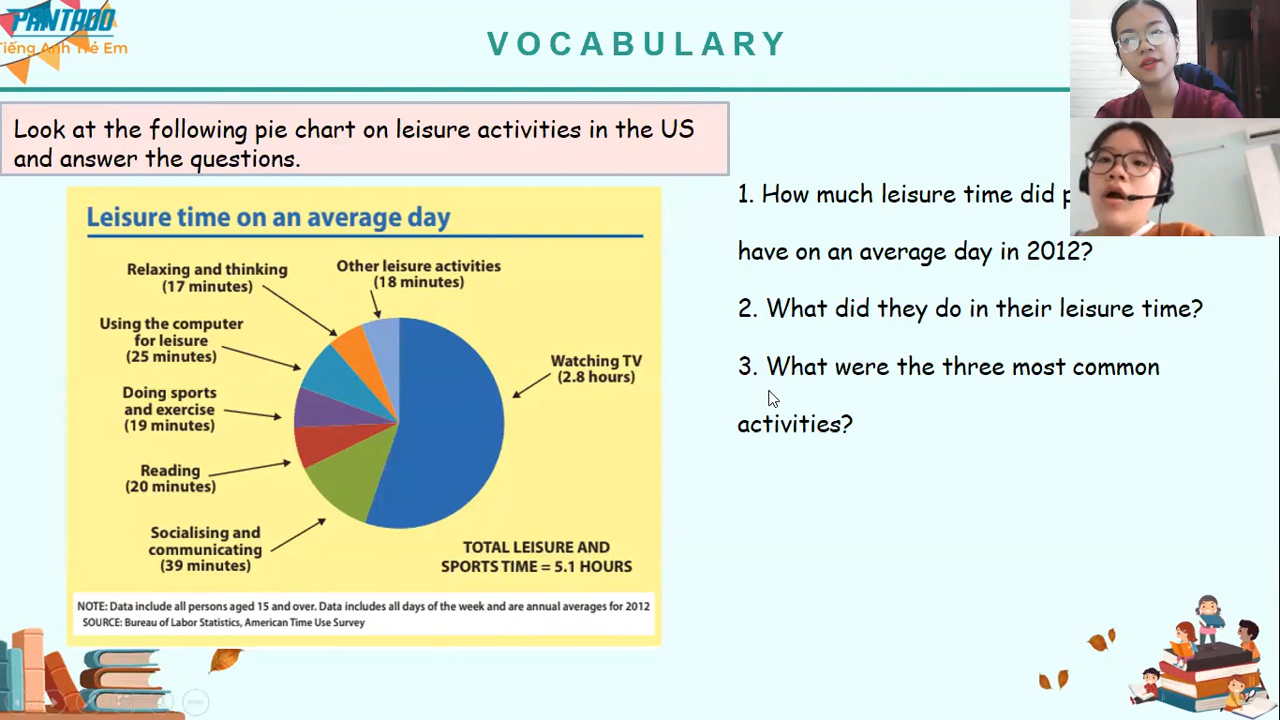 PANTADO
Tiếng Anh Trẻ Em
VOCABULARY
Look at the following pie chart on leisure activities in the US
and answer the questions.
Leisure time on an average day
Relaxing and thinking
(17 minutes)
Other leisure activities
(18 minutes)
Using the computer
for leisure
(25 minutes)
Watching TV
(2.8 hours)
Doing sports
and exercise
(19 minutes)
Reading
(20 minutes)
Socialising and
communicating
(39 minutes)
TOTAL LEISURE AND
SPORTS TIME = 5.1 HOURS
NOTE: Data include all persons aged 15 and over. Data includes all days of the week and are annual averages for 2012
SOURCE: Bureau of Labor Statistics, American Time Use Survey
1. How much leisure time did
have on an average day in 2012?
2. What did they do in their leisure time?
3. What were the three most common
activities?